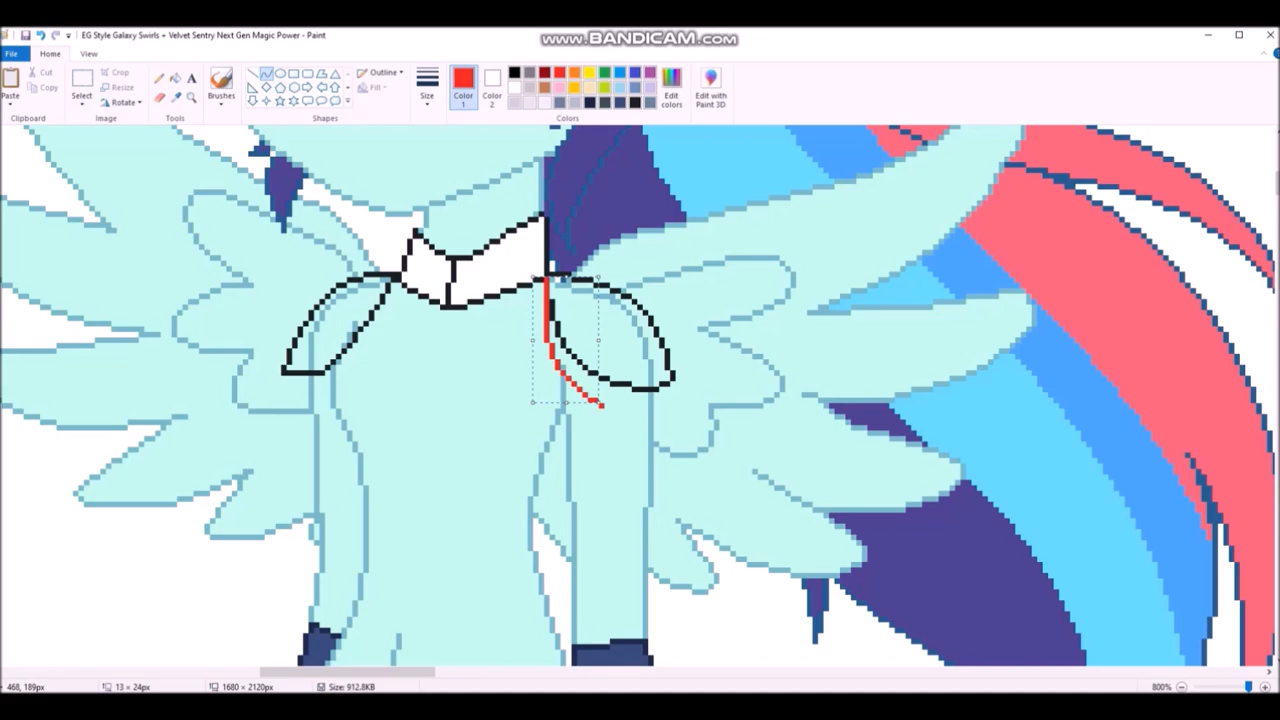 www.BANDICAM.com
EG Style Galaxy Swirls + Velvet Sentry Next Gen Magic Power - Paint
File Home View
Paste Cut Copy
Clipboard
Select Crop Resize Rotate
Image
Tools
Brushes
Shapes
Outline Fill
Size
Color 1
Color 2
Edit colors
Edit with Paint 3D
Colors
468, 189px
13 × 24px
1680 × 2120px
Size: 912.8KB
800%